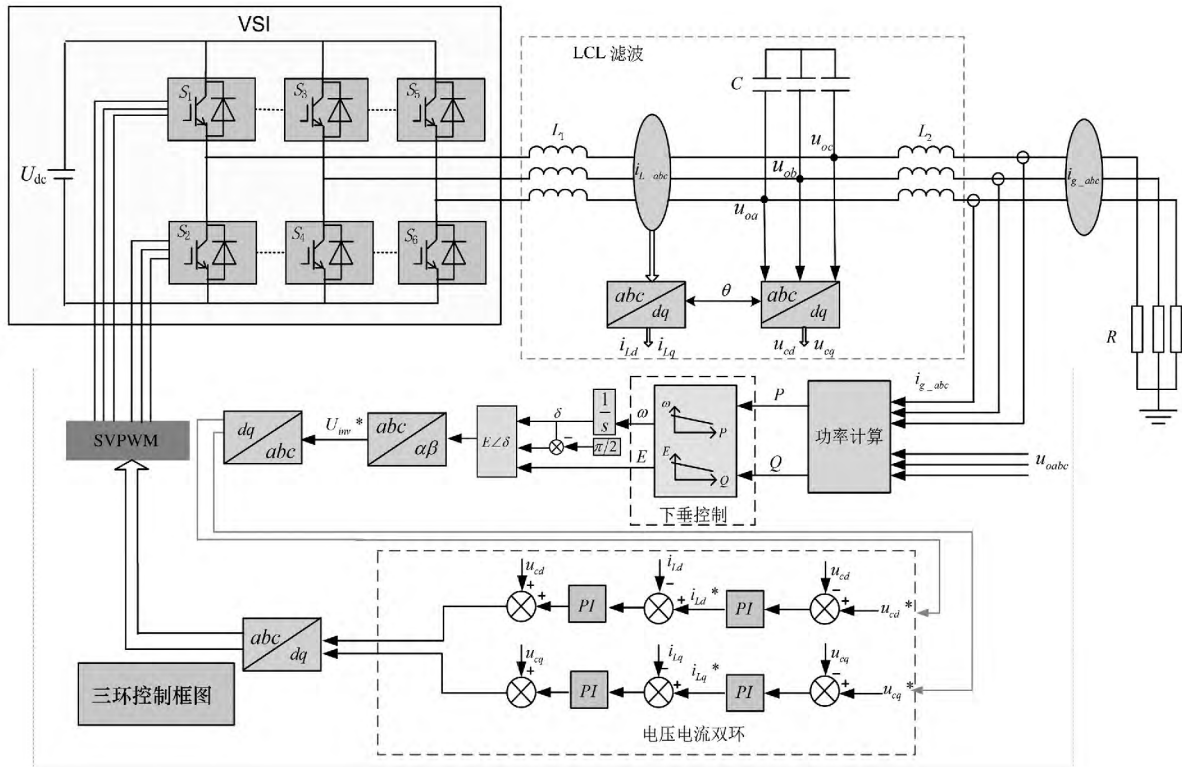 VSI
LCL 滤波
S1
S3
S5
C
Udc
L1
L2
uoc
uob
uoa
iL_abc
ig_abc
S2
S4
S6
abc
dq
θ
abc
dq
iLd
iLq
ucd
ucq
R
SVPWM
dq
abc
Uinv *
abc
αβ
E∠δ
δ
1
s
−
π/2
ω
E
ω
P
E
Q
下垂控制
P
Q
功率计算
ig_abc
uoabc
ucd
+
+
PI
iLd
−
+
iLd *
PI
ucd
−
+
ucd *
abc
dq
ucq
+
PI
iLq
−
+
iLq *
PI
ucq
−
+
ucq *
三环控制框图
电压电流双环